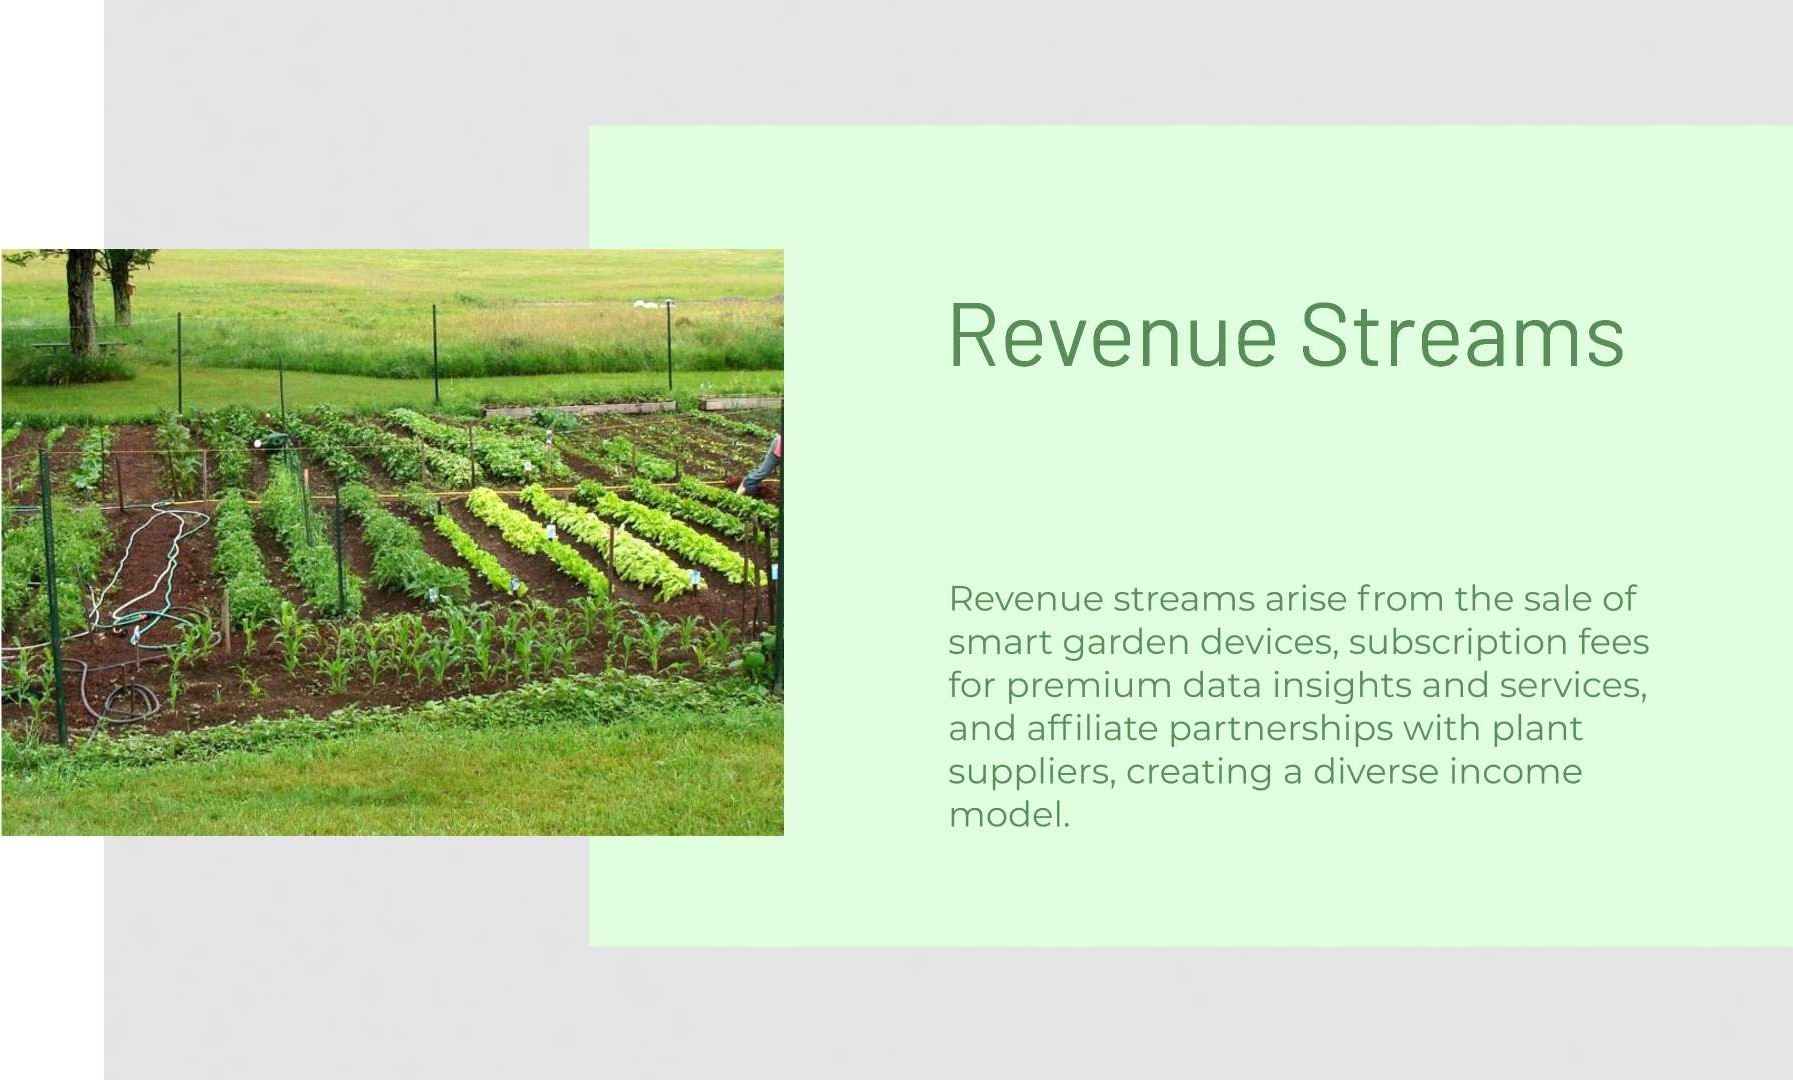 Revenue Streams
Revenue streams arise from the sale of
smart garden devices, subscription fees
for premium data insights and services,
and affiliate partnerships with plant
suppliers, creating a diverse income
model.